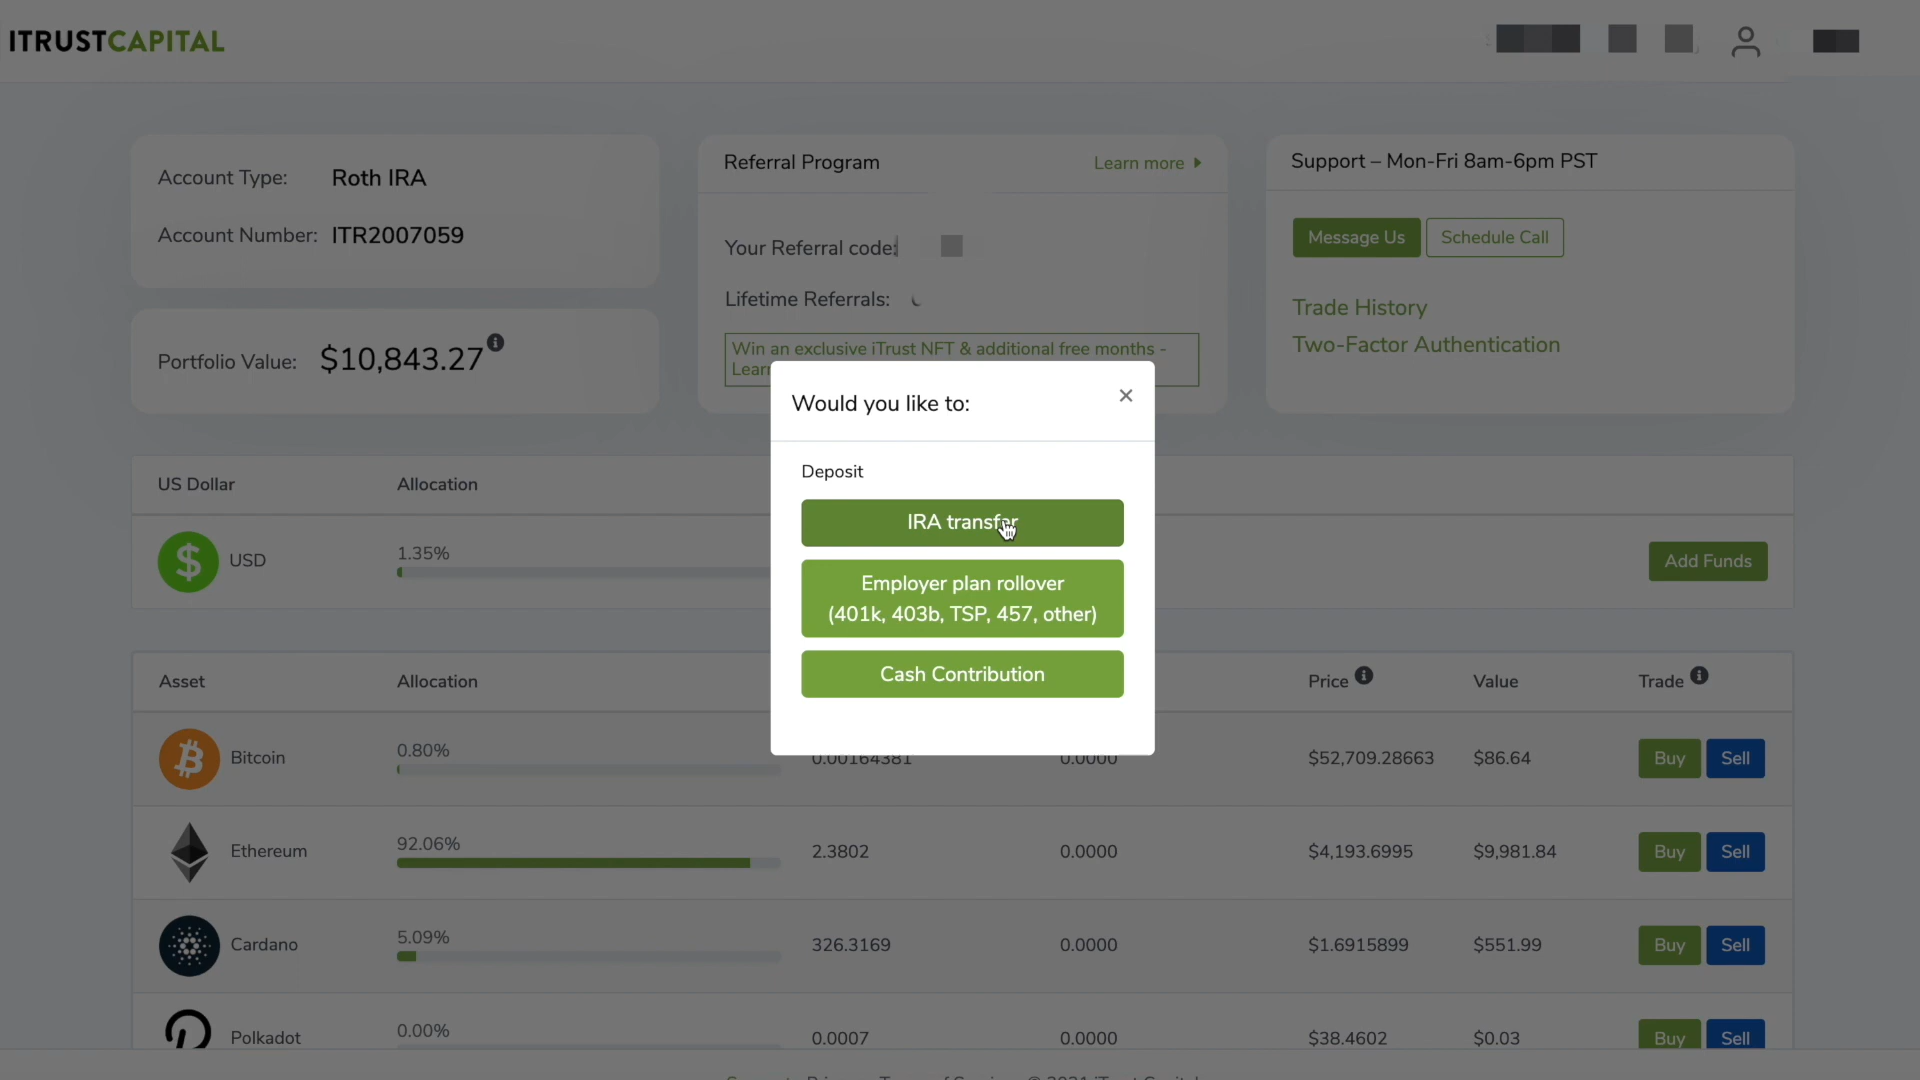 ITRUSTCAPITAL
Account Type: Roth IRA
Account Number: ITR2007059
Portfolio Value: $10,843.27
Referral Program Learn more
Your Referral code:
Lifetime Referrals:
Win an exclusive iTrust NFT & additional free months -
Support – Mon-Fri 8am-6pm PST
Message Us Schedule Call
Trade History
Two-Factor Authentication
Would you like to: ×
Deposit
IRA transfer
Employer plan rollover
(401k, 403b, TSP, 457, other)
Cash Contribution
US Dollar Allocation
USD 1.35% Add Funds
Asset Allocation Price Value Trade
Bitcoin 0.80% 0.00164381 0.0000 $52,709.28663 $86.64 Buy Sell
Ethereum 92.06% 2.3802 0.0000 $4,193.6995 $9,981.84 Buy Sell
Cardano 5.09% 326.3169 0.0000 $1.6915899 $551.99 Buy Sell
Polkadot 0.00% 0.0007 0.0000 $38.4602 $0.03 Buy Sell